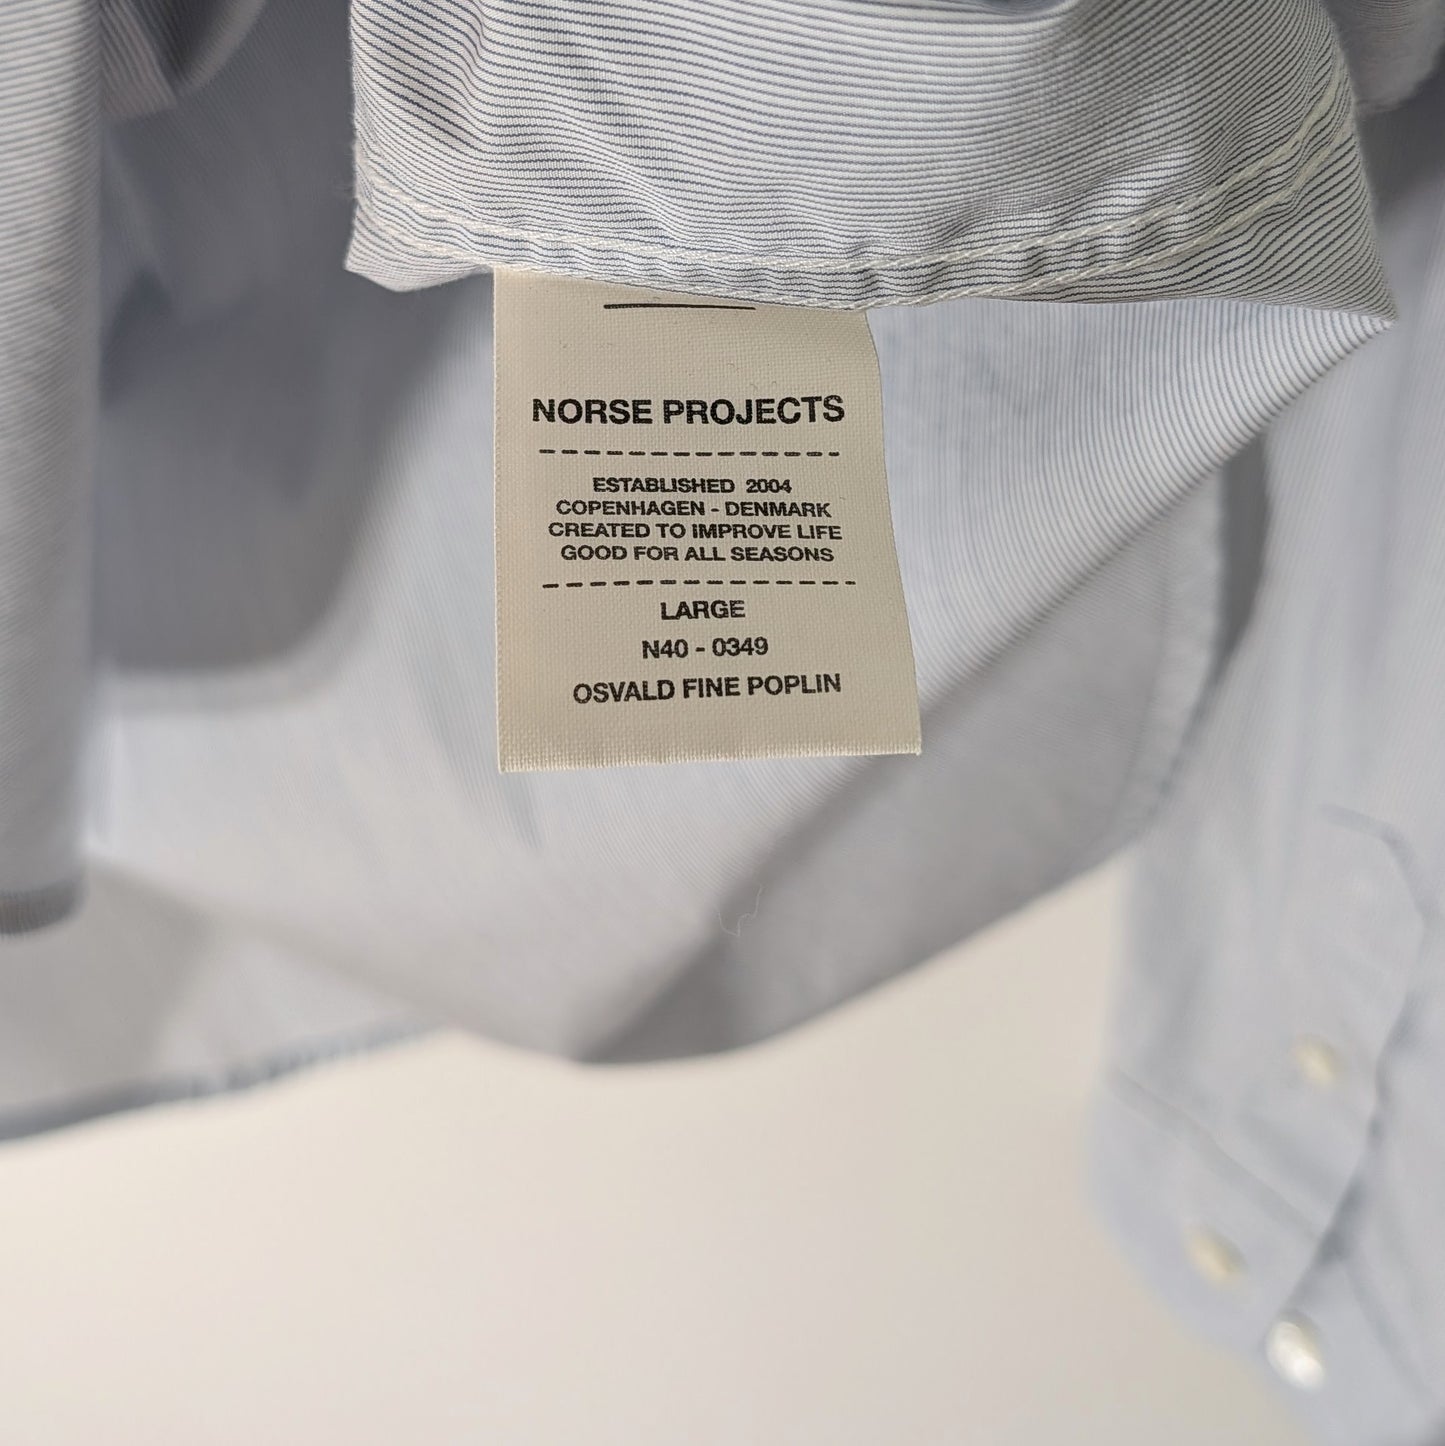 NORSE PROJECTS
ESTABLISHED 2004
COPENHAGEN - DENMARK
CREATED TO IMPROVE LIFE
GOOD FOR ALL SEASONS
LARGE
N40 - 0349
OSVALD FINE POPLIN